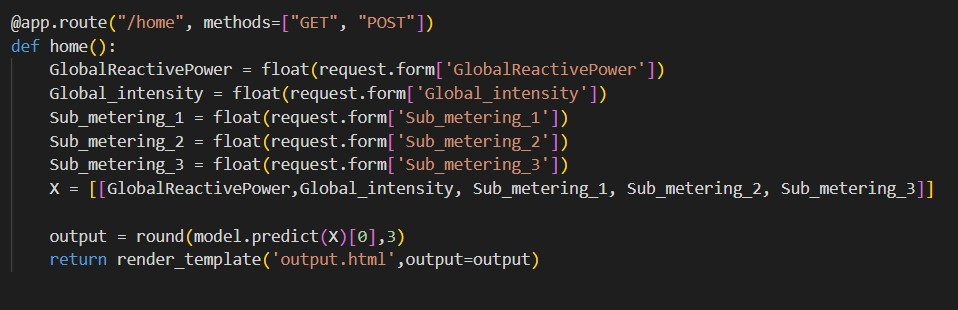 @app.route("/home", methods=["GET", "POST"])
def home():
    GlobalReactivePower = float(request.form['GlobalReactivePower'])
    Global_intensity = float(request.form['Global_intensity'])
    Sub_metering_1 = float(request.form['Sub_metering_1'])
    Sub_metering_2 = float(request.form['Sub_metering_2'])
    Sub_metering_3 = float(request.form['Sub_metering_3'])
    X = [[GlobalReactivePower,Global_intensity, Sub_metering_1, Sub_metering_2, Sub_metering_3]]
    output = round(model.predict(X)[0],3)
    return render_template('output.html',output=output)